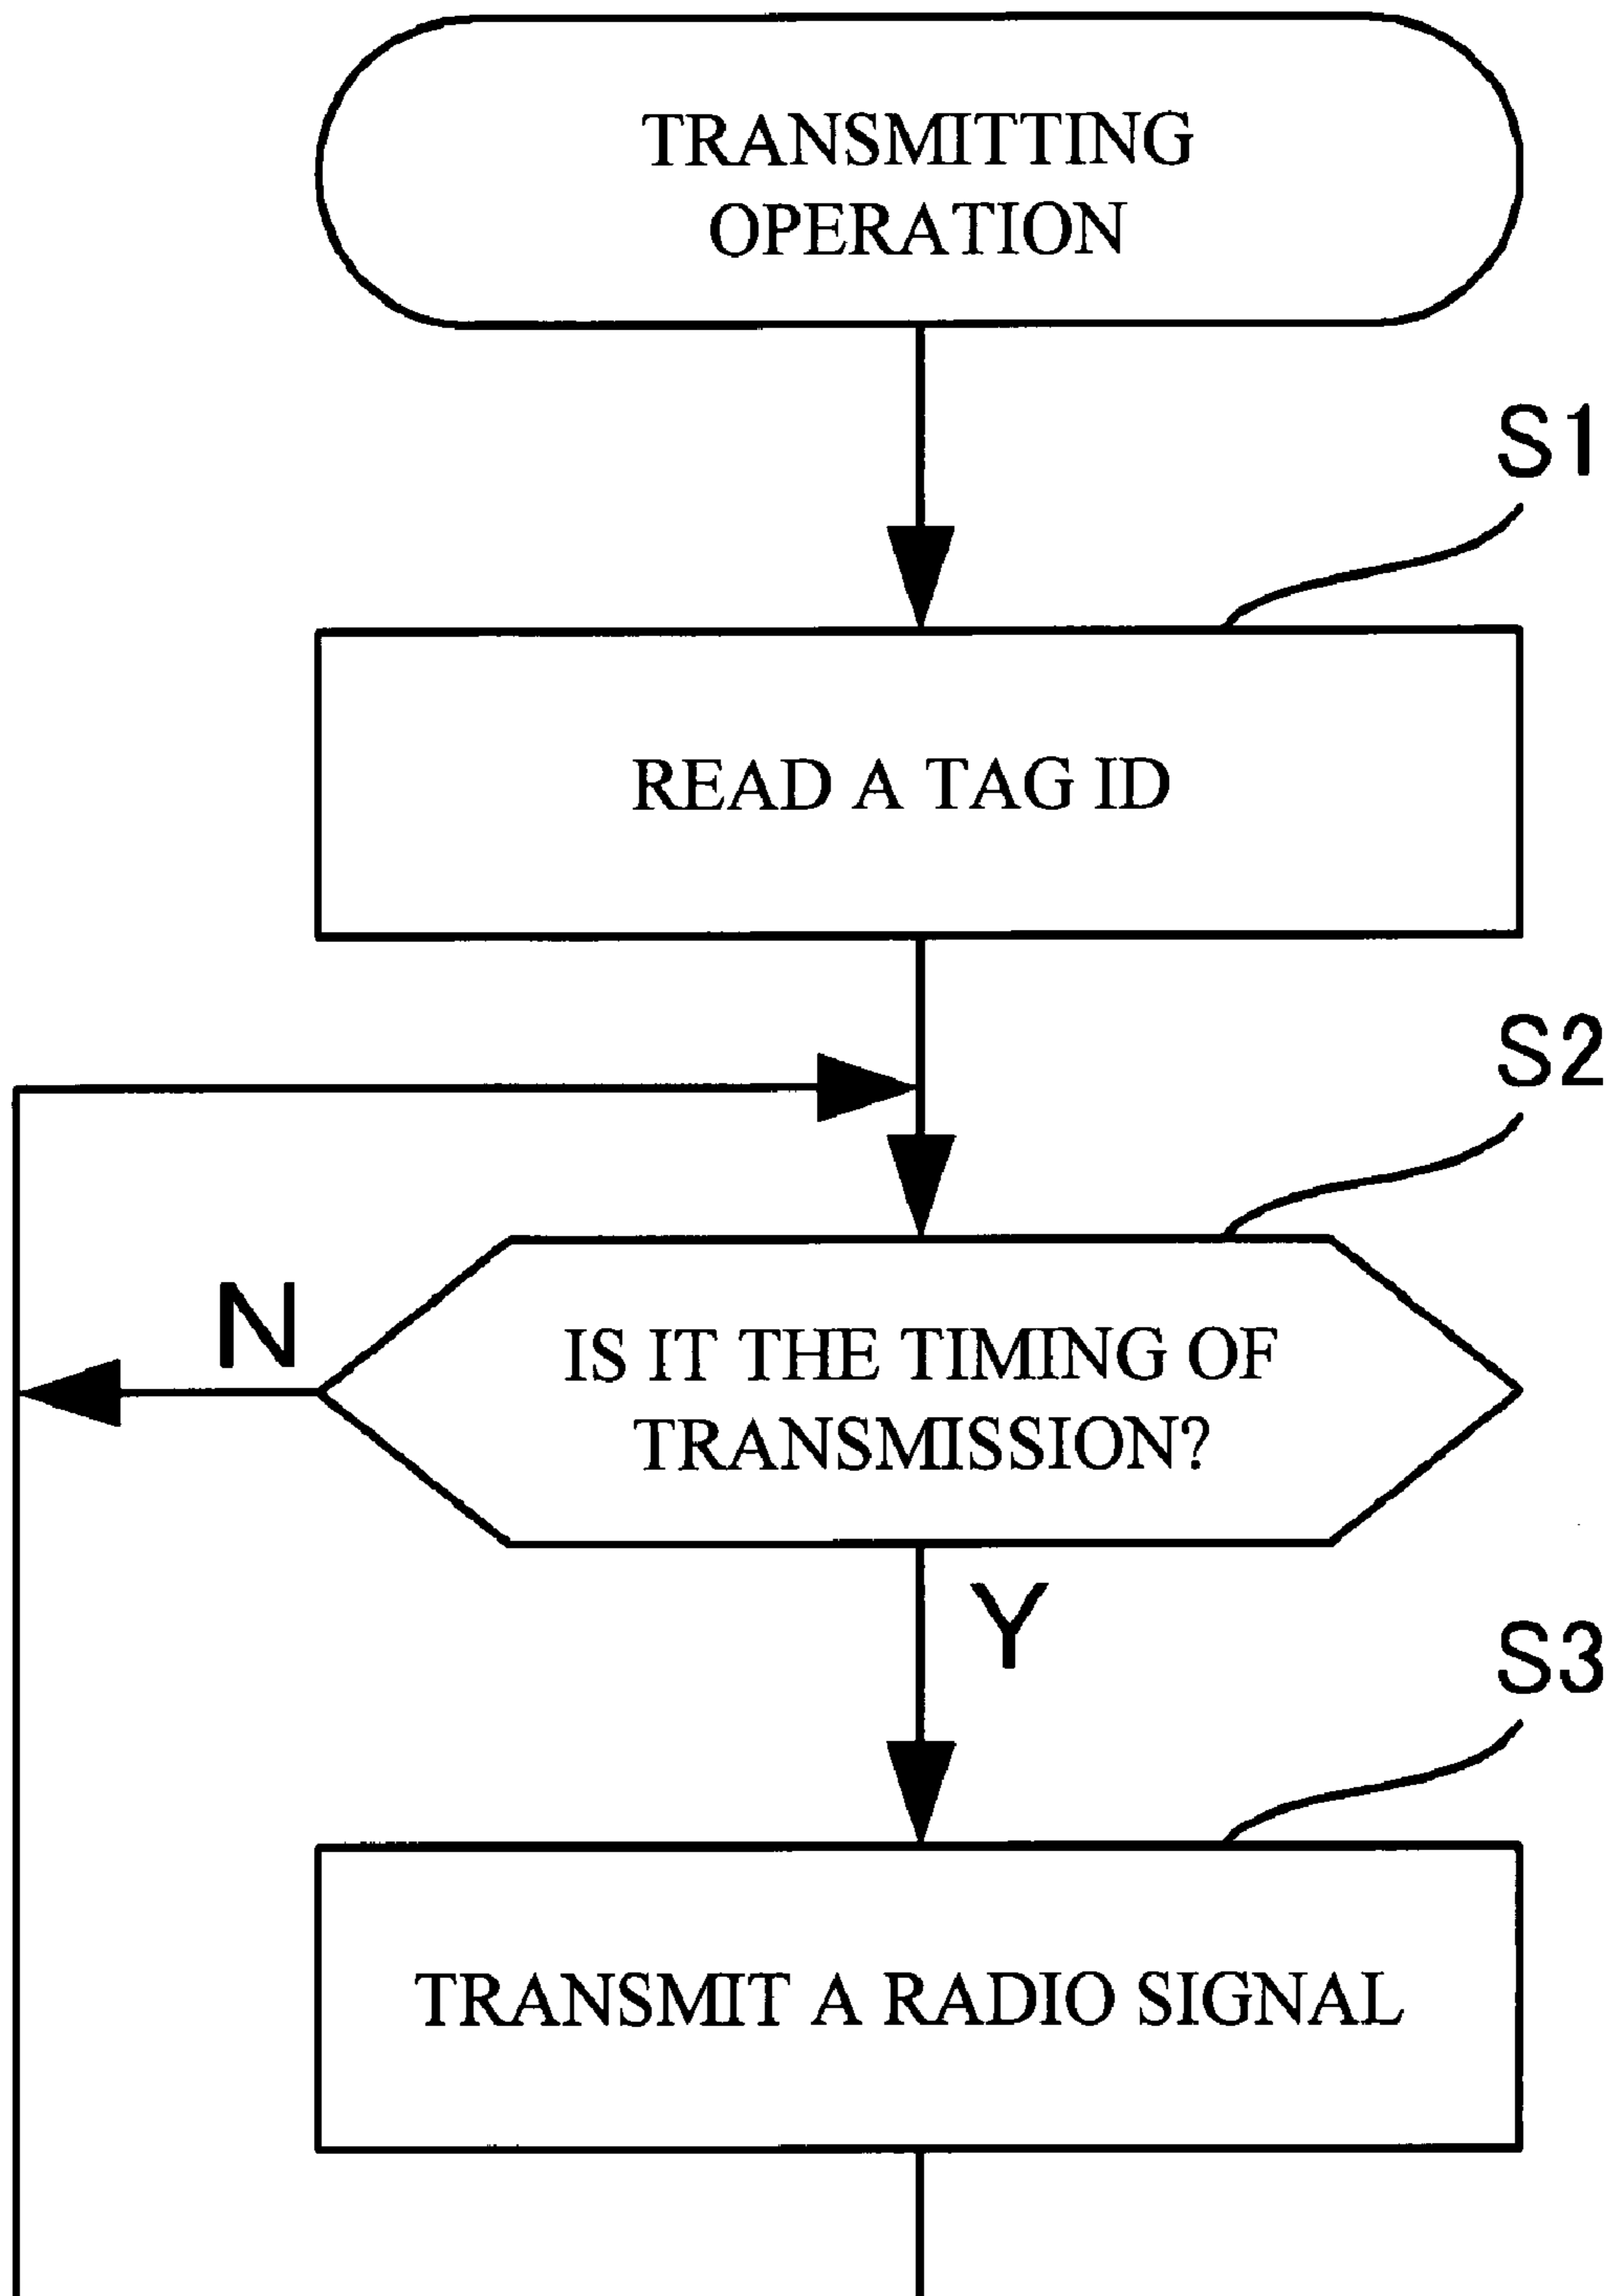 TRANSMITTING
OPERATION
S1
READ A TAG ID
S2
N
IS IT THE TIMING OF
TRANSMISSION?
Y
S3
TRANSMIT A RADIO SIGNAL